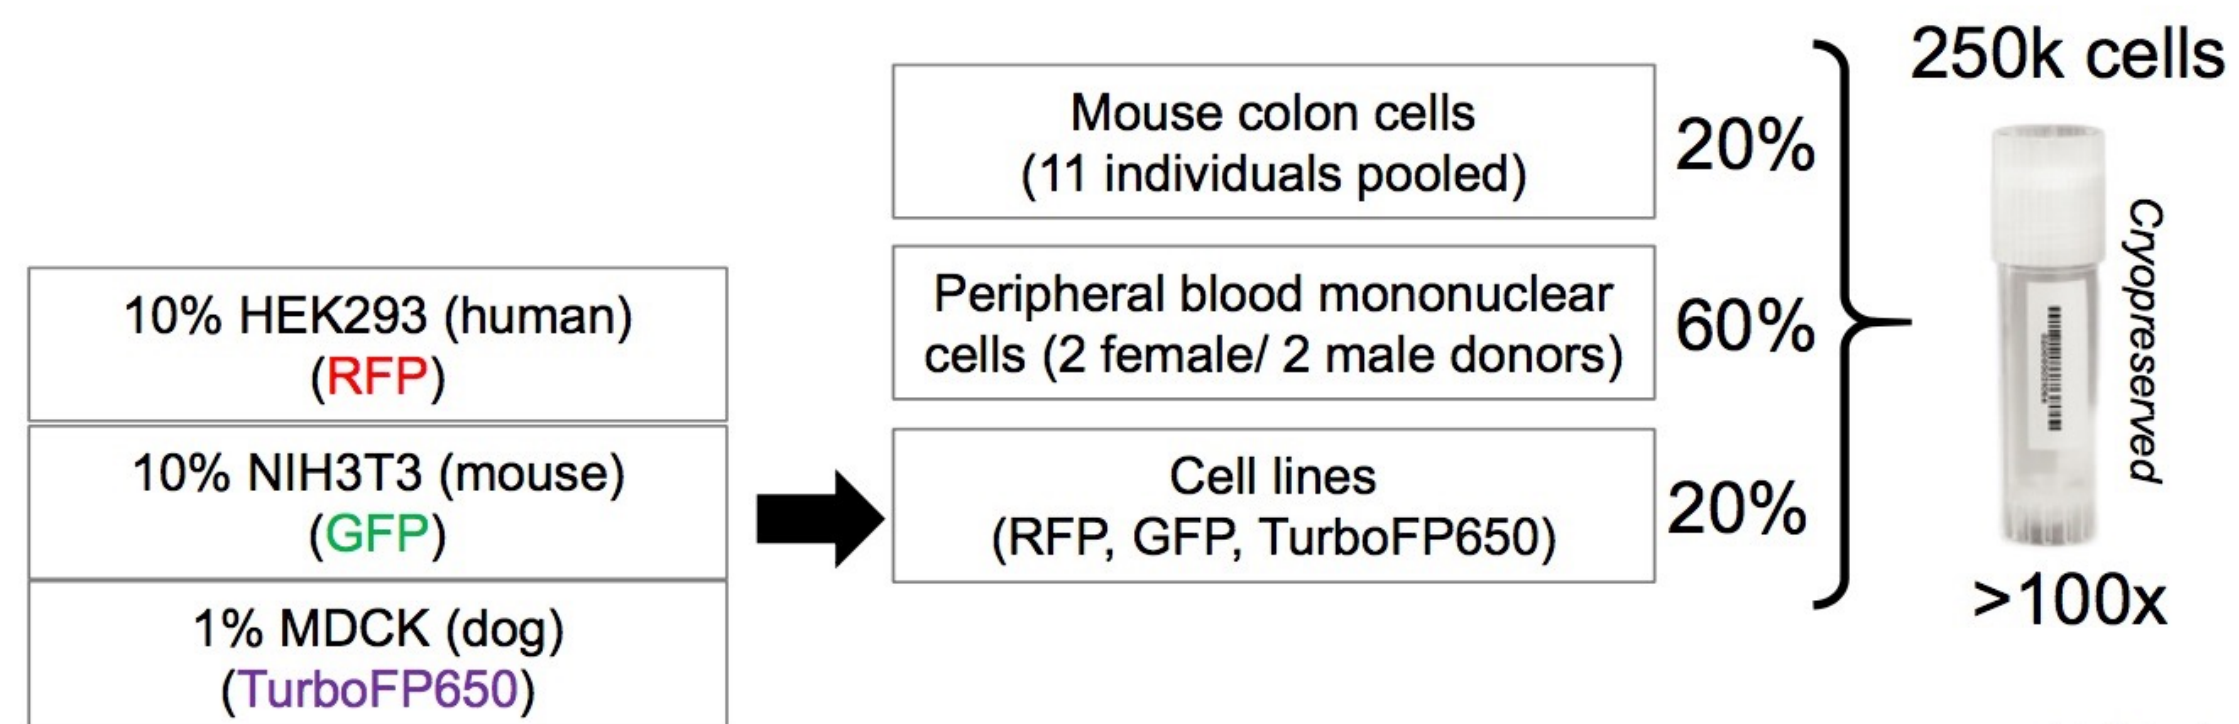 10% HEK293 (human)
(RFP)
10% NIH3T3 (mouse)
(GFP)
1% MDCK (dog)
(TurboFP650)
Mouse colon cells
(11 individuals pooled)
20%
Peripheral blood mononuclear
cells (2 female/ 2 male donors)
60%
Cell lines
(RFP, GFP, TurboFP650)
20%
250k cells
Cryopreserved
>100x